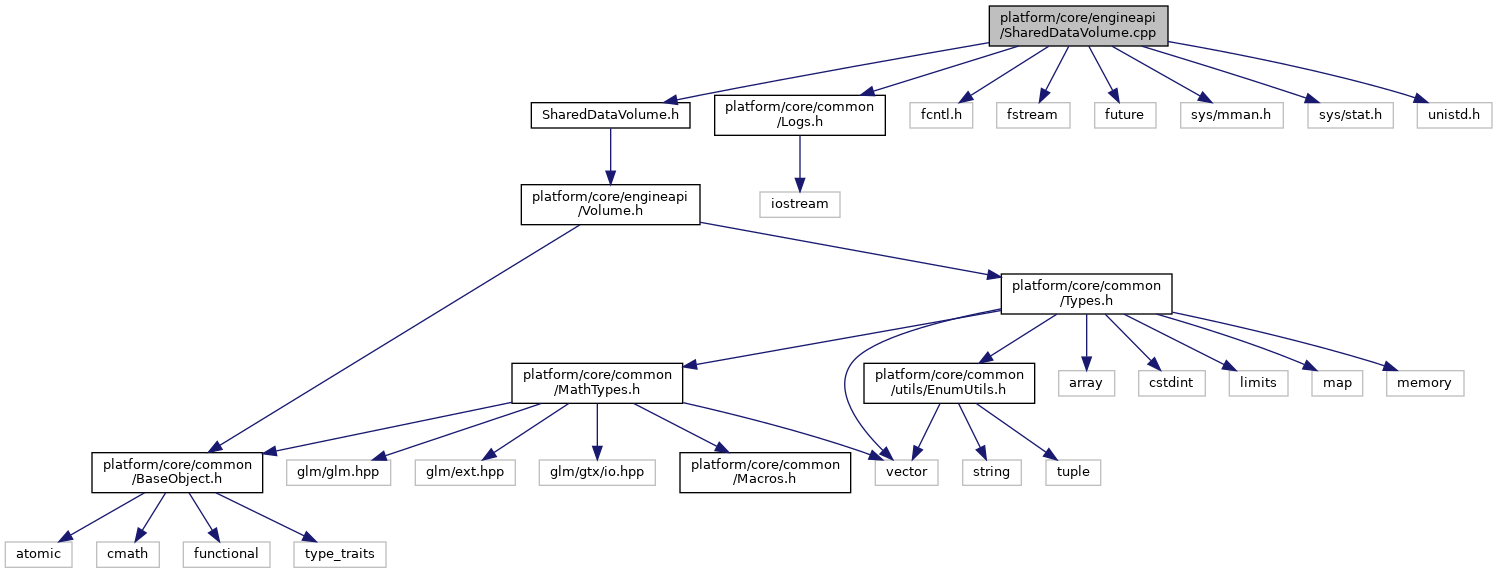 platform/core/engineapi
/SharedDataVolume.cpp
SharedDataVolume.h
platform/core/common
/Logs.h
fcntl.h
fstream
future
sys/mman.h
sys/stat.h
unistd.h
platform/core/engineapi
/Volume.h
iostream
platform/core/common
/Types.h
platform/core/common
/MathTypes.h
platform/core/common
/utils/EnumUtils.h
array
cstdint
limits
map
memory
platform/core/common
/BaseObject.h
glm/glm.hpp
glm/ext.hpp
glm/gtx/io.hpp
platform/core/common
/Macros.h
vector
string
tuple
atomic
cmath
functional
type_traits